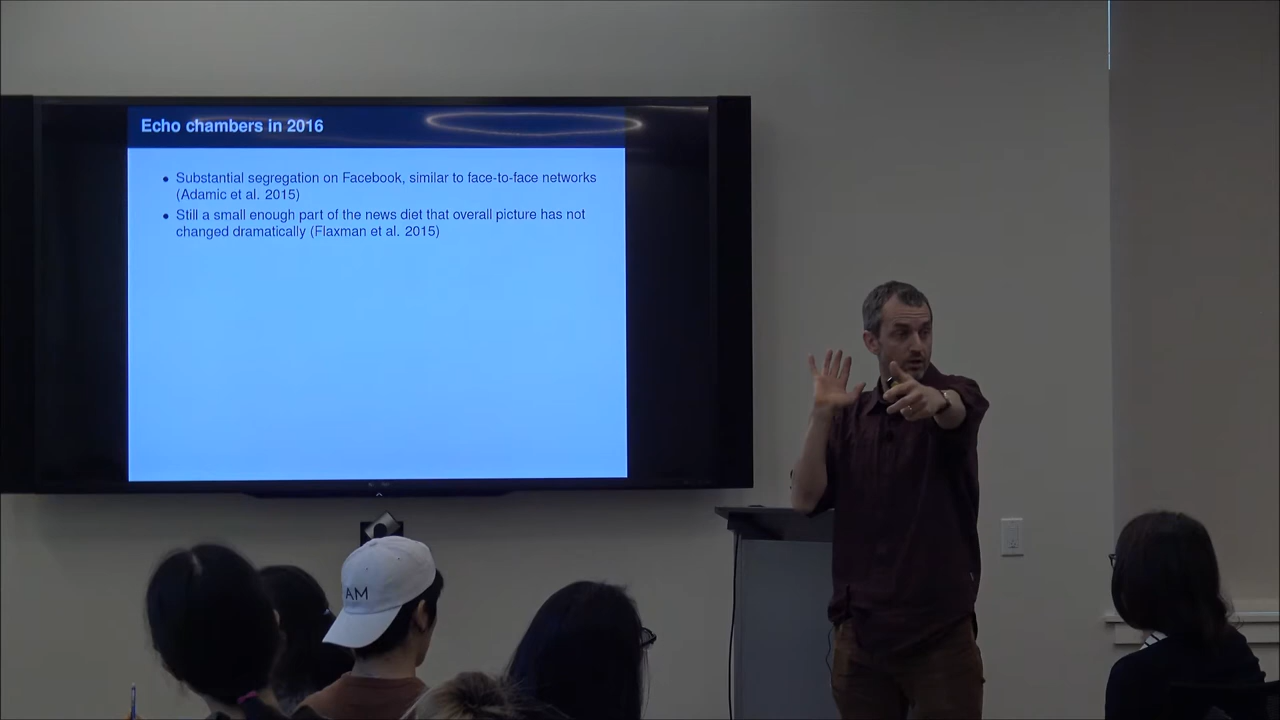 Echo chambers in 2016
• Substantial segregation on Facebook, similar to face-to-face networks
(Adamic et al. 2015)
• Still a small enough part of the news diet that overall picture has not
changed dramatically (Flaxman et al. 2015)
AM